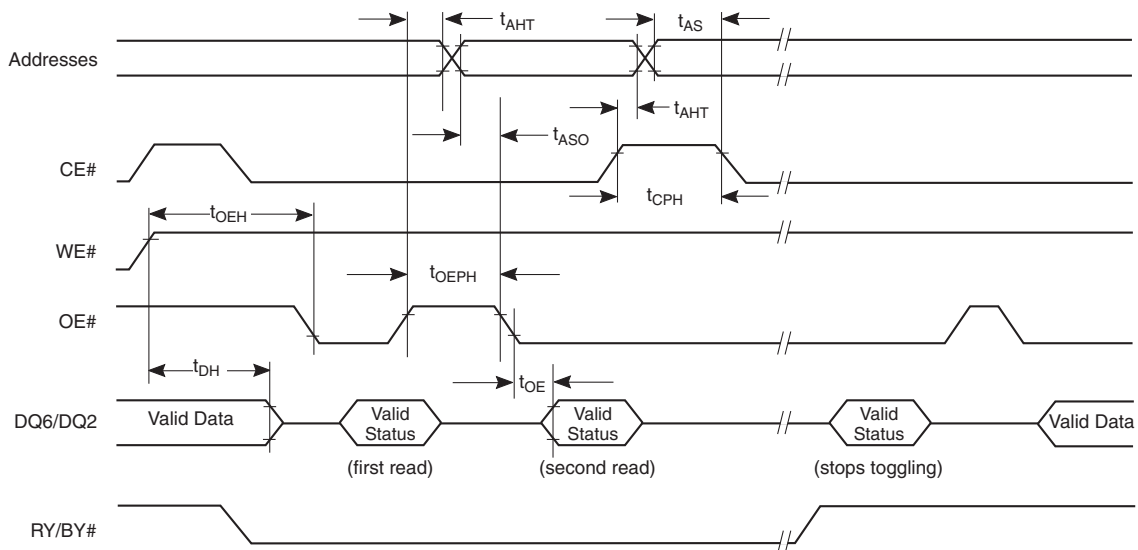 tAHT
tAS
Addresses
tAHT
tASO
CE#
tCPH
tOEH
WE#
tOEPH
OE#
tDH
tOE
DQ6/DQ2
Valid Data
Valid
Status
Valid
Status
Valid
Status
Valid Data
(first read)
(second read)
(stops toggling)
RY/BY#